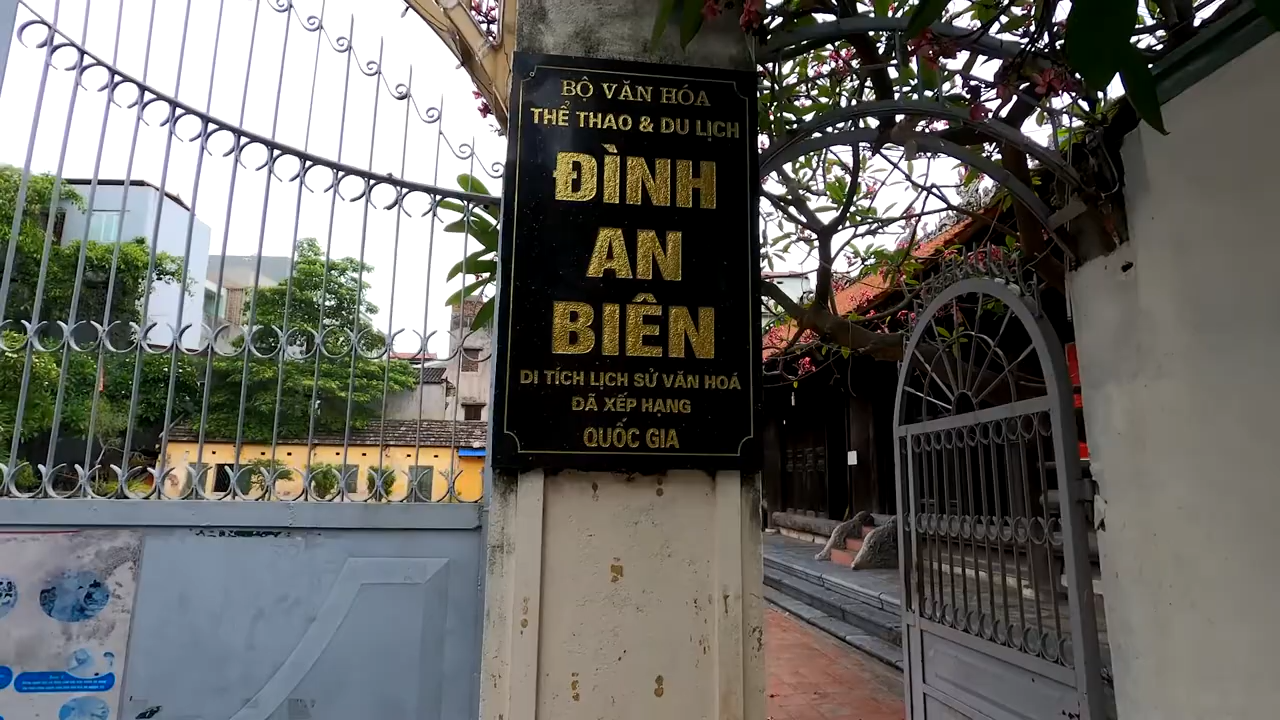 BỘ VĂN HÓA
THỂ THAO & DU LỊCH
ĐÌNH
AN
BIÊN
DI TÍCH LỊCH SỬ VĂN HOÁ
ĐÃ XẾP HẠNG
QUỐC GIA